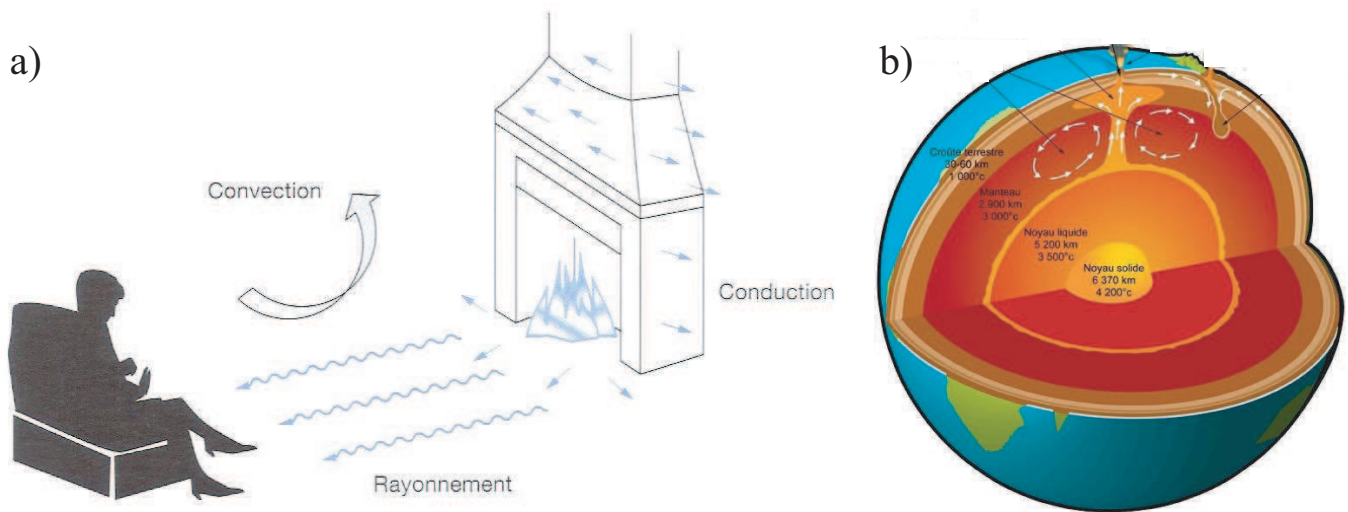 a)
Convection
Conduction
Rayonnement
b)
Croûte terrestre
30-60 km
1 000°c
Manteau
2 900 km
3 000°c
Noyau liquide
5 200 km
3 500°c
Noyau solide
6 370 km
4 200°c